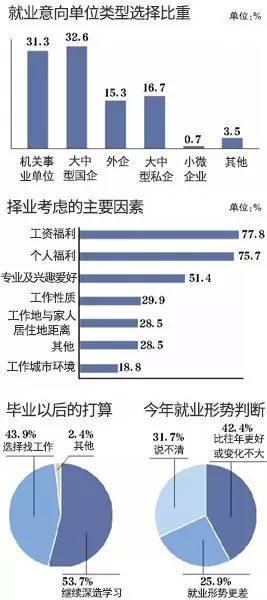 就业意向单位类型选择比重
单位:%
31.3
32.6
15.3
16.7
0.7
3.5
机关事
业单位
大中
型国企
外企
大中
型私企
小微
企业
其他
择业考虑的主要因素
单位:%
工资福利
77.8
个人福利
75.7
专业及兴趣爱好
51.4
工作性质
29.9
工作地与家人
居住地距离
28.5
其他
28.5
工作城市环境
18.8
毕业以后的打算
43.9%
选择找工作
2.4%
其他
53.7%
继续深造学习
今年就业形势判断
31.7%
说不清
42.4%
比往年更好
或变化不大
25.9%
就业形势更差